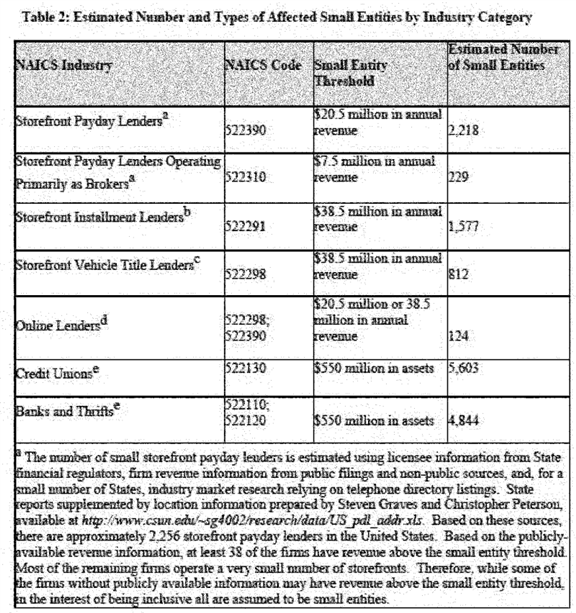 Table 2: Estimated Number and Types of Affected Small Entities by Industry Category
NAICS Industry NAICS Code Small Entity Threshold Estimated Number of Small Entities
Storefront Payday Lendersa 522390 $20.5 million in annual revenue 2,218
Storefront Payday Lenders Operating Primarily as Brokersa 522310 $7.5 million in annual revenue 229
Storefront Installment Lendersb 522291 $38.5 million in annual revenue 1,577
Storefront Vehicle Title Lendersc 522298 $38.5 million in annual revenue 812
Online Lendersd 522298; 522390 $20.5 million or 38.5 million in annual revenue 124
Credit Unionse 522130 $550 million in assets 5,603
Banks and Thriftse 522110; 522120 $550 million in assets 4,844
a The number of small storefront payday lenders is estimated using licensee information from State
financial regulators, firm revenue information from public filings and non-public sources, and, for a
small number of States, industry market research relying on telephone directory listings. State
reports supplemented by location information prepared by Steven Graves and Christopher Peterson,
available at http://www.csun.edu/~sg4002/research/data/US_pdl_addr.xls. Based on these sources,
there are approximately 2,256 storefront payday lenders in the United States. Based on the publicly-
available revenue information, at least 38 of the firms have revenue above the small entity threshold.
Most of the remaining firms operate a very small number of storefronts. Therefore, while some of
the firms without publicly available information may have revenue above the small entity threshold,
in the interest of being inclusive all are assumed to be small entities.